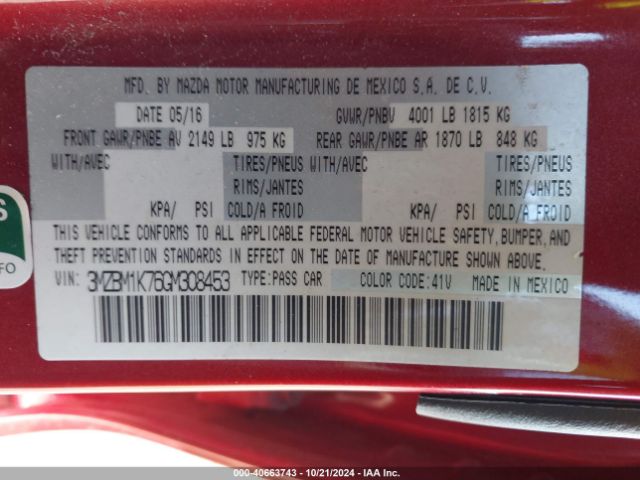 MFD. BY MAZDA MOTOR MANUFACTURING DE MEXICO S.A. DE C.V.
DATE 05/16 GVWR/PNBV 4001 LB 1815 KG
FRONT GAWR/PNBE AV 2149 LB 975 KG REAR GAWR/PNBE AR 1870 LB 848 KG
WITH/AVEC TIRES/PNEUS WITH/AVEC TIRES/PNEUS
RIMS/JANTES RIMS/JANTES
KPA/ PSI COLD/A FROID KPA/ PSI COLD/A FROID
THIS VEHICLE CONFORMS TO ALL APPLICABLE FEDERAL MOTOR VEHICLE SAFETY, BUMPER, AND
THEFT PREVENTION STANDARDS IN EFFECT ON THE DATE OF MANUFACTURE SHOWN ABOVE.
VIN: 3MZBM1K76GM308453 TYPE:PASS CAR COLOR CODE:41V MADE IN MEXICO
S
FO
000-40663743 - 10/21/2024 - IAAI.com